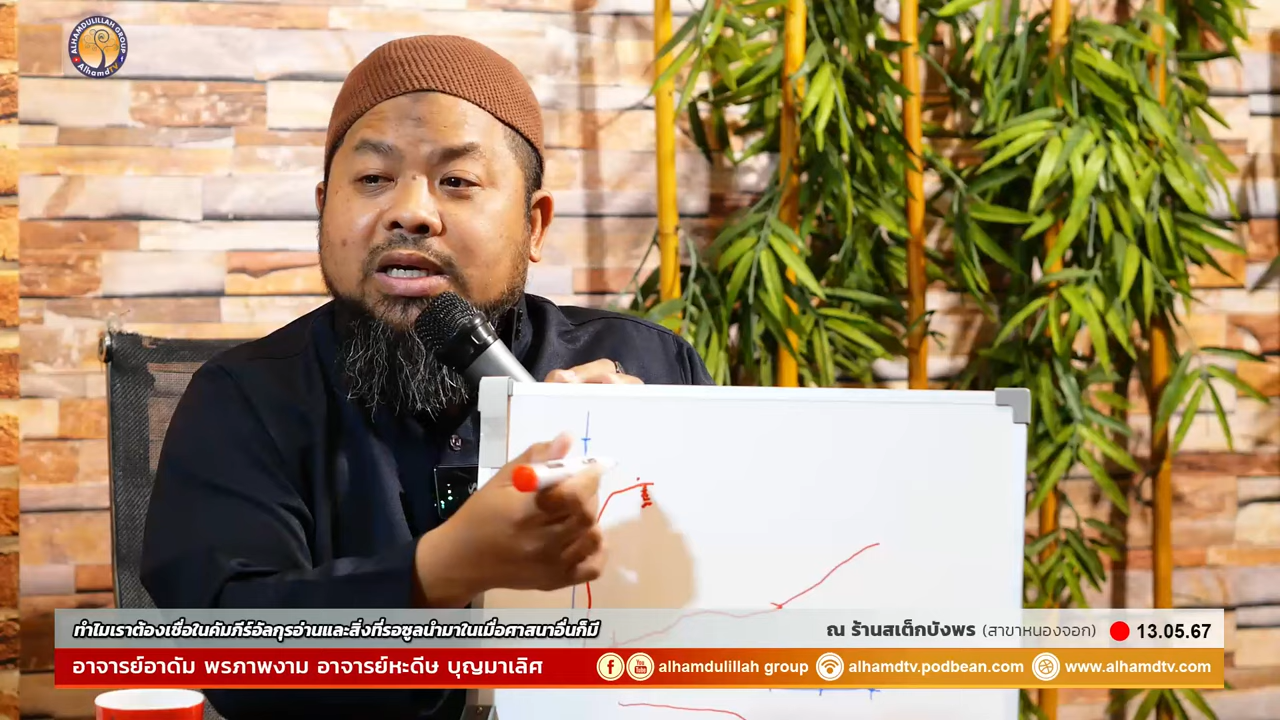 ALHAMDULILLAH GROUP
AlhamdTV
ทำไมเราต้องเชื่อในคัมภีร์อัลกุรอ่านและสิ่งที่รอซูลนำมาในเมื่อศาสนาอื่นก็มี
ณ ร้านสเต็กบังพร (สาขาหนองจอก) 13.05.67
อาจารย์อาดัม พรภาพงาม อาจารย์หะดีษ บุญมาเลิศ
alhamdulillah group alhamdtv.podbean.com www.alhamdtv.com